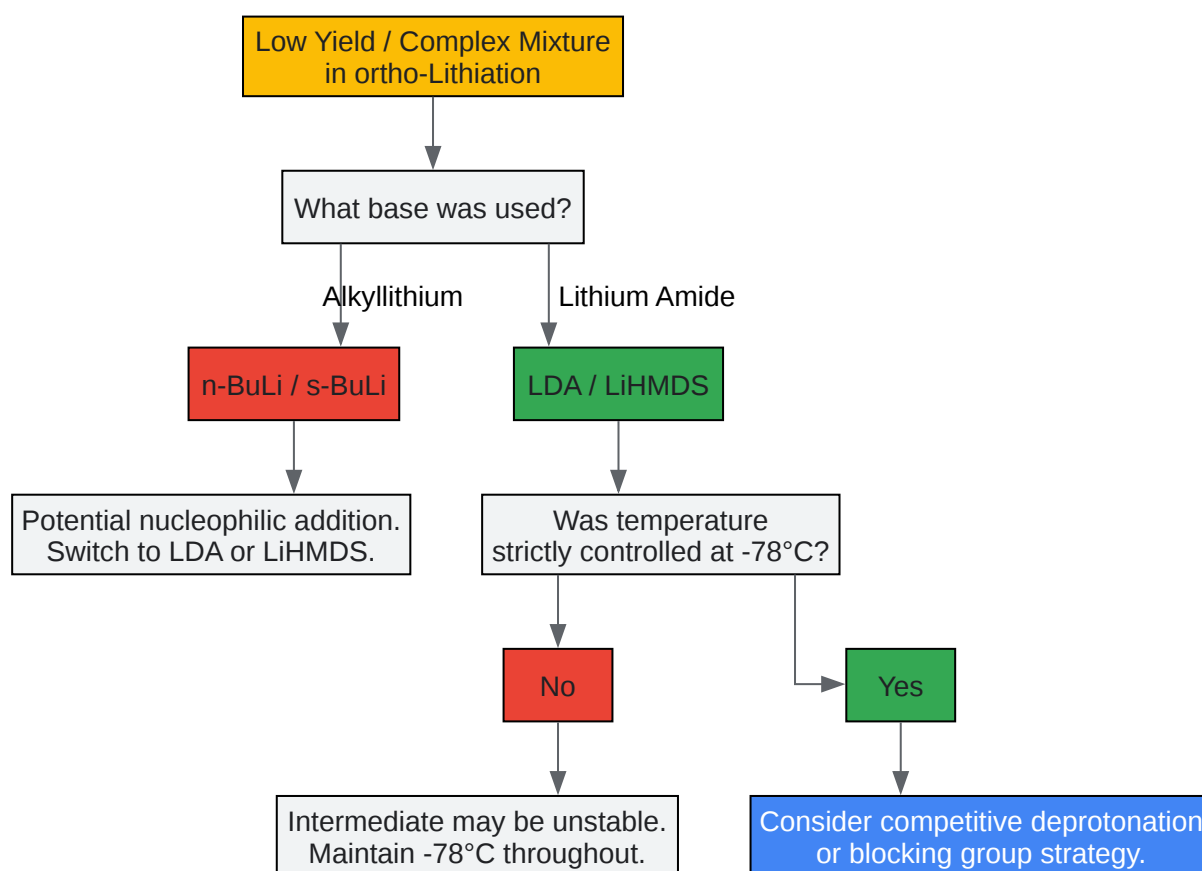 Low Yield / Complex Mixture
in ortho-Lithiation
What base was used?
Alkyllithium
Lithium Amide
n-BuLi / s-BuLi
LDA / LiHMDS
Potential nucleophilic addition.
Switch to LDA or LiHMDS.
Was temperature
strictly controlled at -78°C?
No
Yes
Intermediate may be unstable.
Maintain -78°C throughout.
Consider competitive deprotonation
or blocking group strategy.